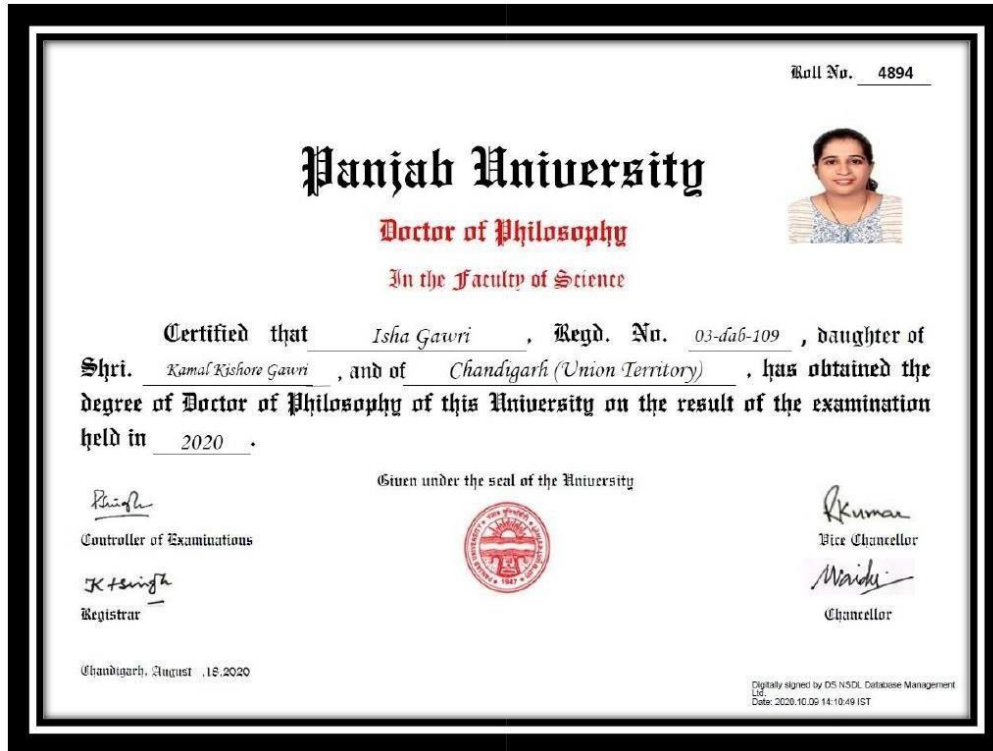 Roll No. 4894
Panjab University
Doctor of Philosophy
In the Faculty of Science
Certified that Isha Gawri , Regd. No. 03-dab-109 , daughter of
Shri. Kamal Kishore Gawri , and of Chandigarh (Union Territory) , has obtained the
degree of Doctor of Philosophy of this University on the result of the examination
held in 2020 .
Given under the seal of the University
Controller of Examinations
RKumar
Vice Chancellor
1947
Registrar
Chancellor
Chandigarh, August ,18,2020
Digitally signed by DS NSDL Database Management
Ltd.
Date: 2020.10.09 14:10:49 IST